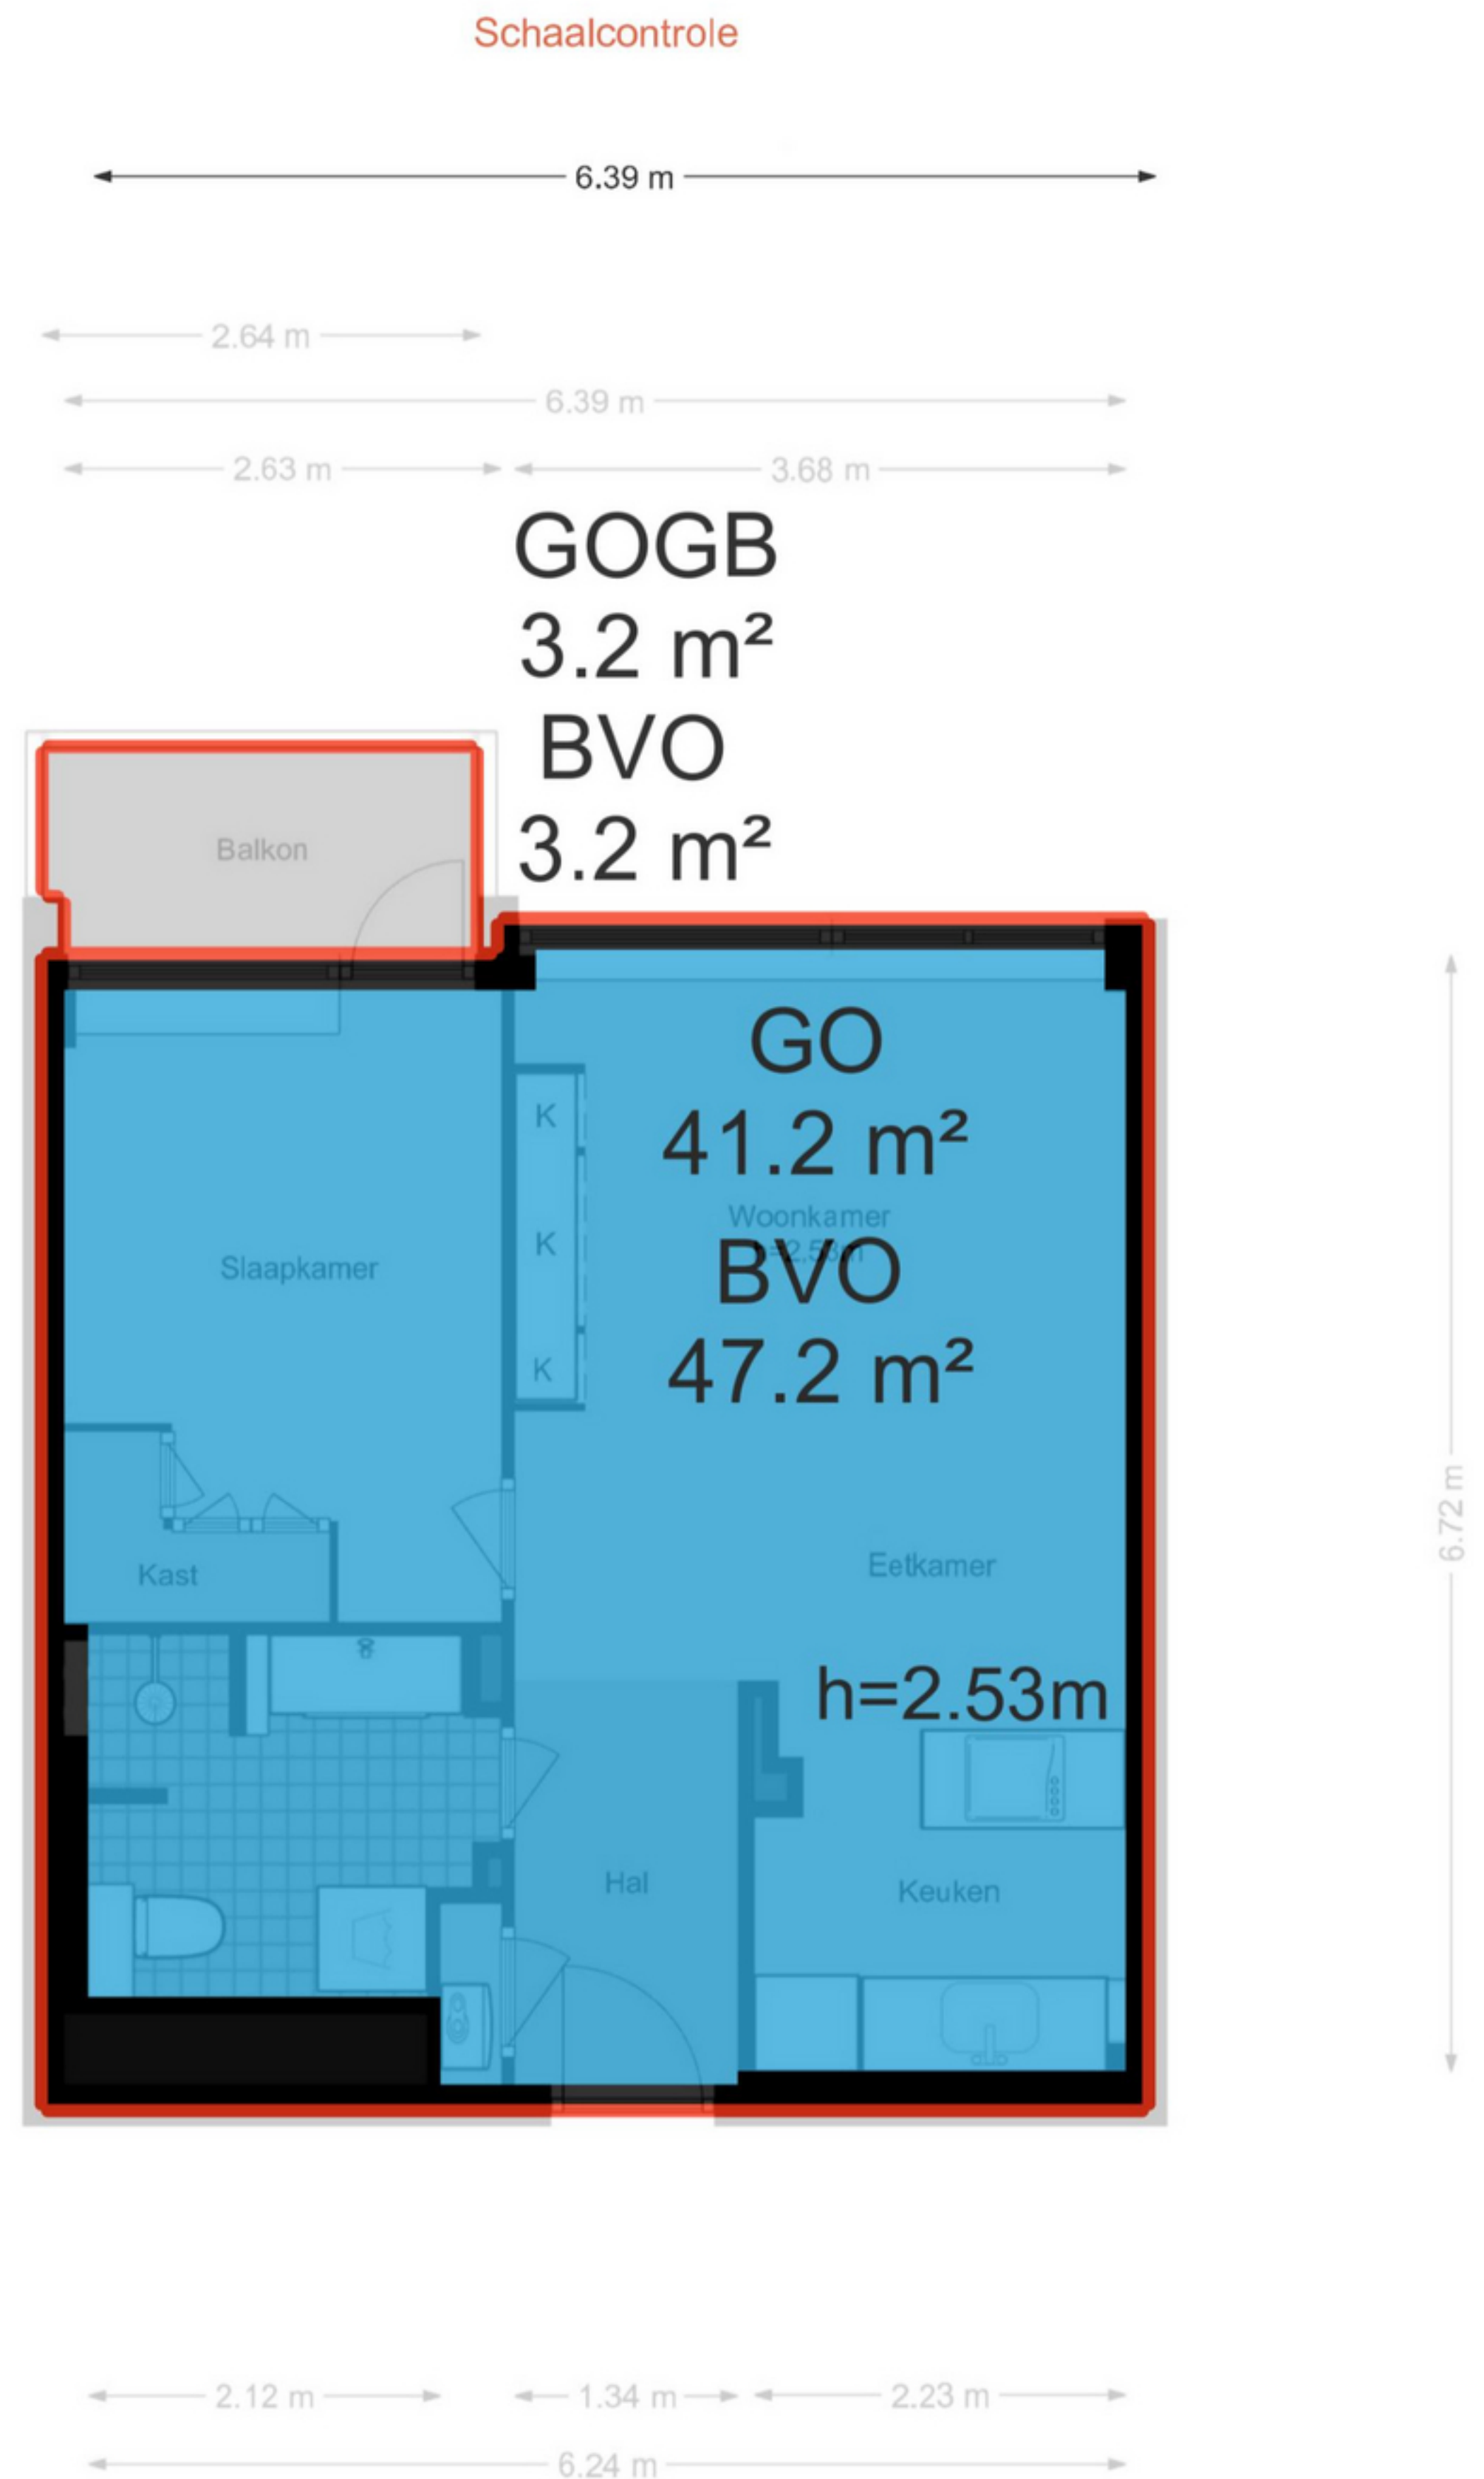 Schaalcontrole
6.39 m
2.64 m
6.39 m
2.63 m
3.68 m
GOGB
3.2 m²
BVO
3.2 m²
Balkon
GO
41.2 m²
Woonkamer
h=2.53m
BVO
47.2 m²
K
K
K
Slaapkamer
Kast
Eetkamer
h=2.53m
6.72 m
Hal
Keuken
2.12 m
1.34 m
2.23 m
6.24 m